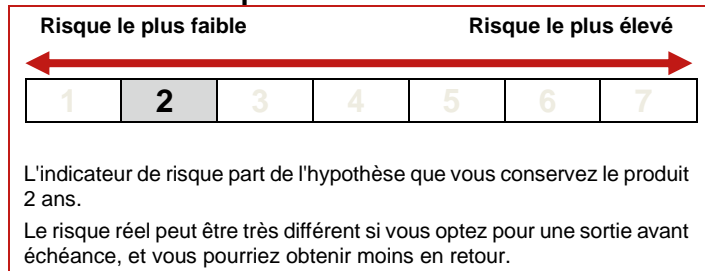 Risque le plus faible Risque le plus élevé
1 2 3 4 5 6 7
L'indicateur de risque part de l'hypothèse que vous conservez le produit
2 ans.
Le risque réel peut être très différent si vous optez pour une sortie avant
échéance, et vous pourriez obtenir moins en retour.